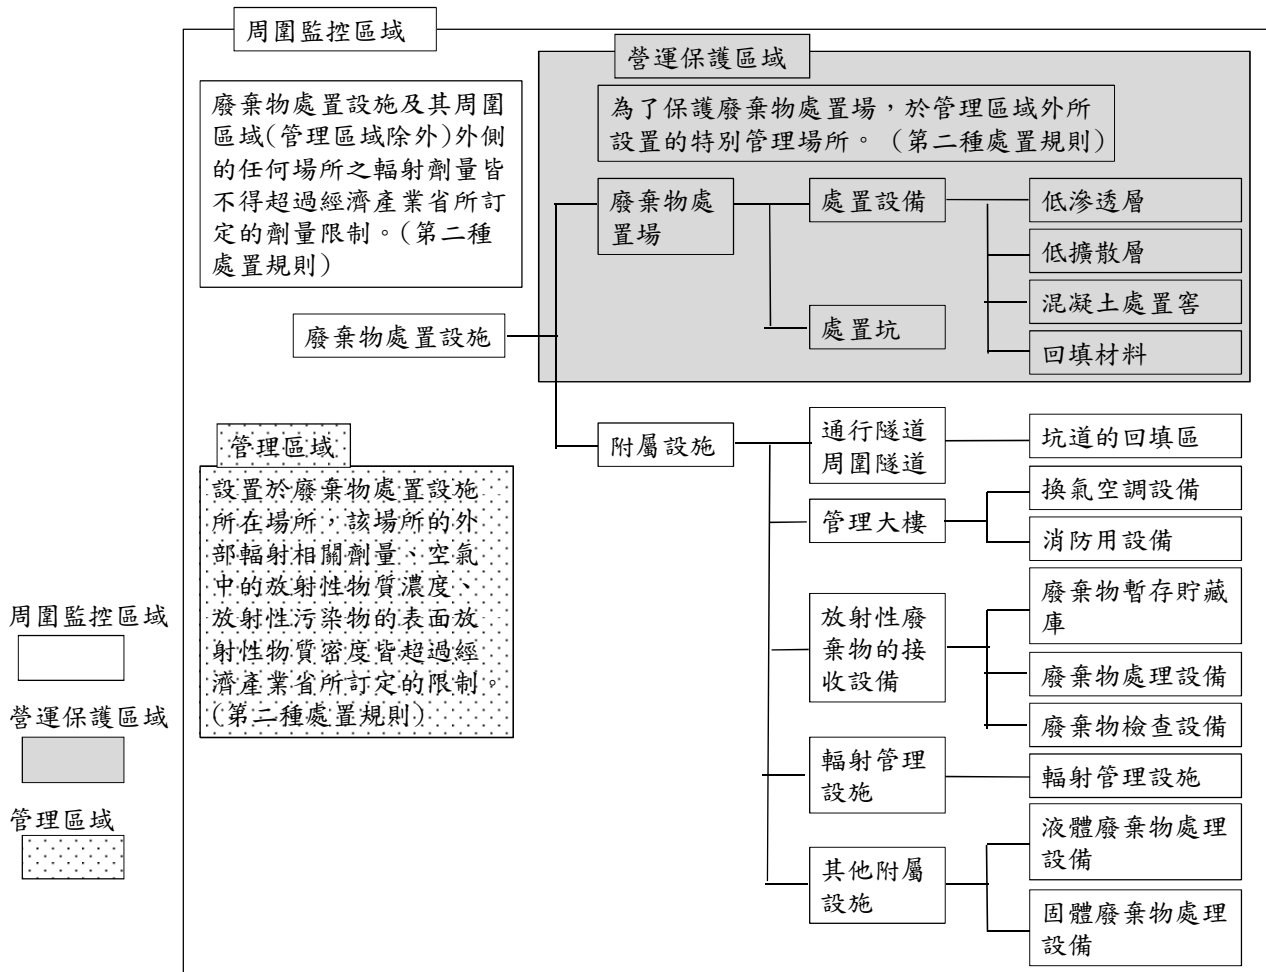 周圍監控區域
廢棄物處置設施及其周圍
區域(管理區域除外)外側
的任何場所之輻射劑量皆
不得超過經濟產業省所訂
定的劑量限制。(第二種
處置規則)
營運保護區域
為了保護廢棄物處置場，於管理區域外所
設置的特別管理場所。（第二種處置規則)
廢棄物處
置場
處置設備
低滲透層
低擴散層
混凝土處置窖
回填材料
處置坑
廢棄物處置設施
附屬設施
通行隧道
周圍隧道
坑道的回填區
管理大樓
換氣空調設備
消防用設備
放射性廢
棄物的接
收設備
廢棄物暫存貯藏
庫
廢棄物處理設備
廢棄物檢查設備
輻射管理
設施
輻射管理設施
其他附屬
設施
液體廢棄物處理
設備
固體廢棄物處理
設備
管理區域
設置於廢棄物處置設施
所在場所，該場所的外
部輻射相關劑量、空氣
中的放射性物質濃度、
放射性污染物的表面放
射性物質密度皆超過經
濟產業省所訂定的限制。
(第二種處置規則)
周圍監控區域
營運保護區域
管理區域